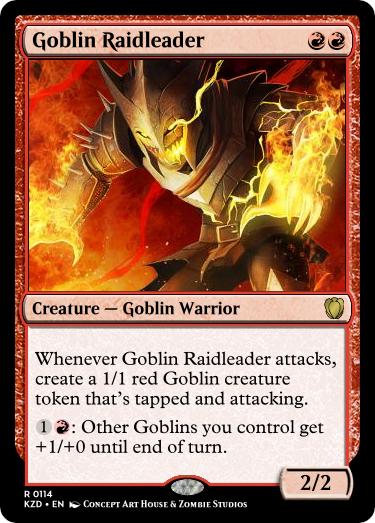 Goblin Raidleader
Creature — Goblin Warrior
Whenever Goblin Raidleader attacks,
create a 1/1 red Goblin creature
token that's tapped and attacking.
1 R: Other Goblins you control get
+1/+0 until end of turn.
2/2
R 0114
KZD • EN Concept Art House & Zombie Studios